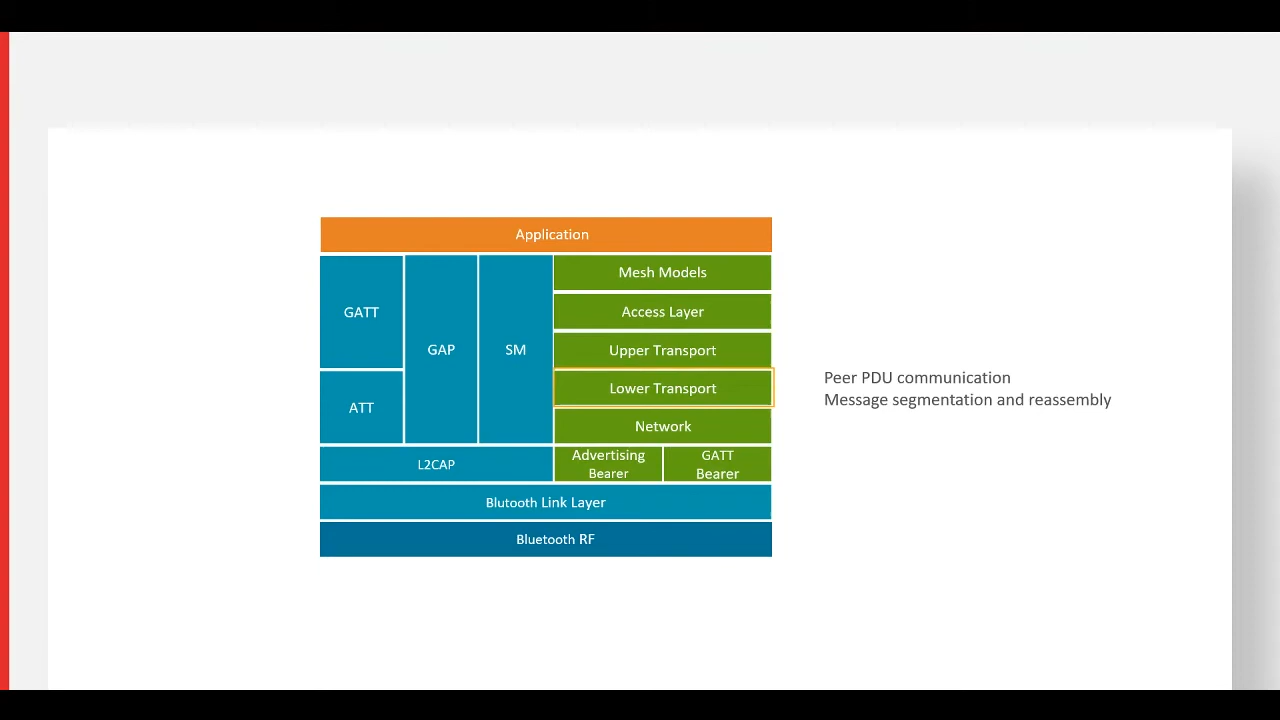 Application
Mesh Models
GATT
GAP
SM
Access Layer
Upper Transport
ATT
Lower Transport
Peer PDU communication
Message segmentation and reassembly
Network
L2CAP
Advertising
Bearer
GATT
Bearer
Blutooth Link Layer
Bluetooth RF